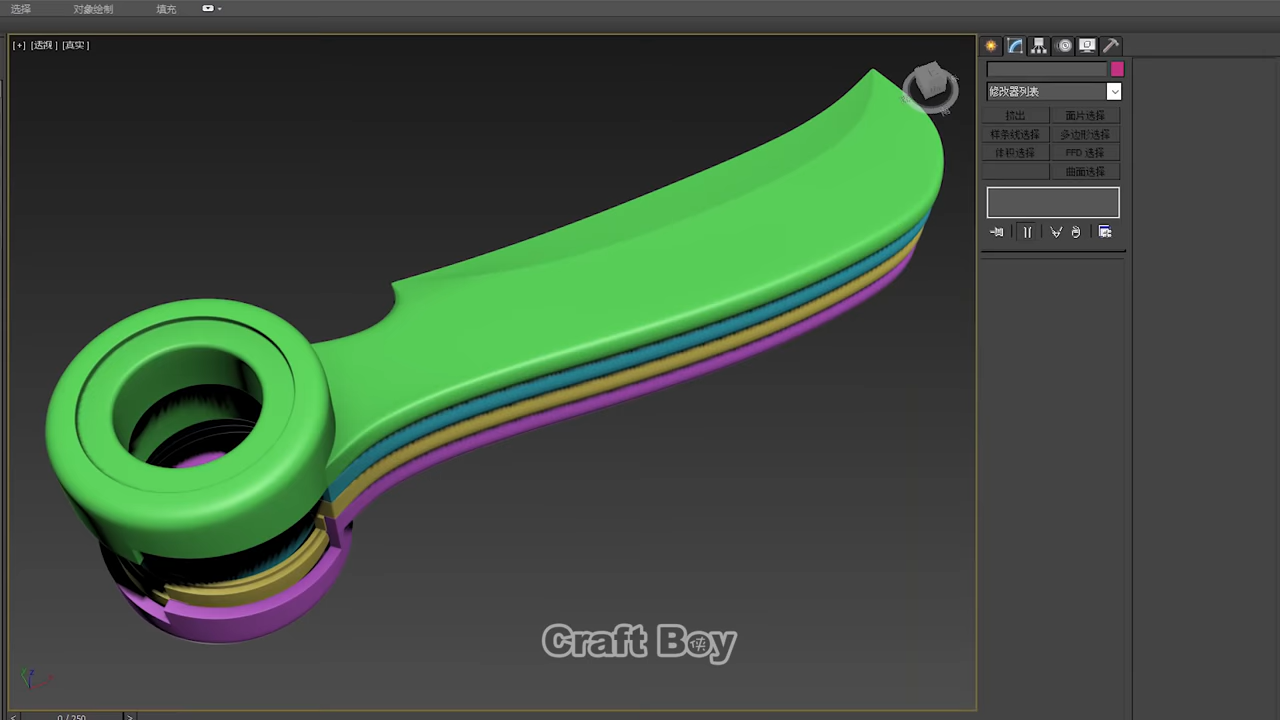 选择 对象绘制 填充
[+] [透视] [真实]
修改器列表
挤出 面片选择
样条线选择 多边形选择
体积选择 FFD 选择
曲面选择
Craft Boy
侠
0 / 250